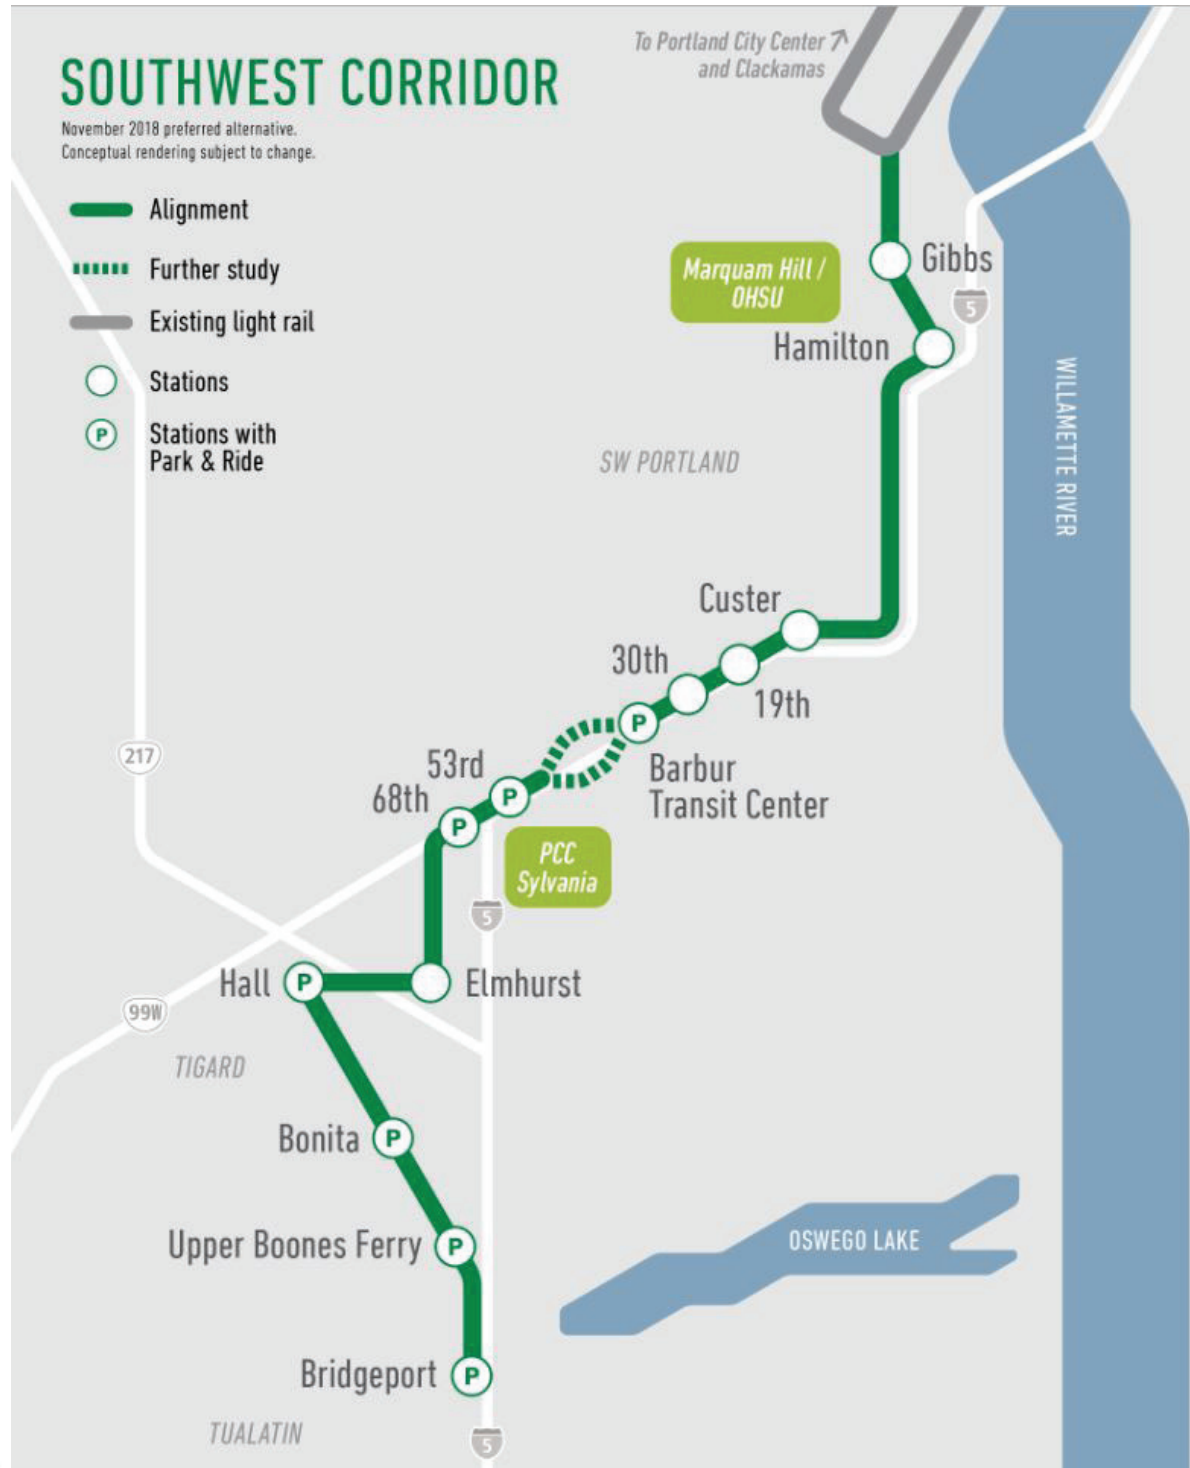 To Portland City Center
and Clackamas
SOUTHWEST CORRIDOR
November 2018 preferred alternative.
Conceptual rendering subject to change.
Alignment
Further study
Existing light rail
Stations
P
Stations with
Park & Ride
Gibbs
Marquam Hill /
OHSU
5
Hamilton
WILLAMETTE RIVER
SW PORTLAND
Custer
30th
19th
P
217
53rd
Barbur
Transit Center
68th
P
P
PCC
Sylvania
5
Hall
P
Elmhurst
99W
TIGARD
Bonita
P
Upper Boones Ferry
P
OSWEGO LAKE
Bridgeport
P
TUALATIN
5